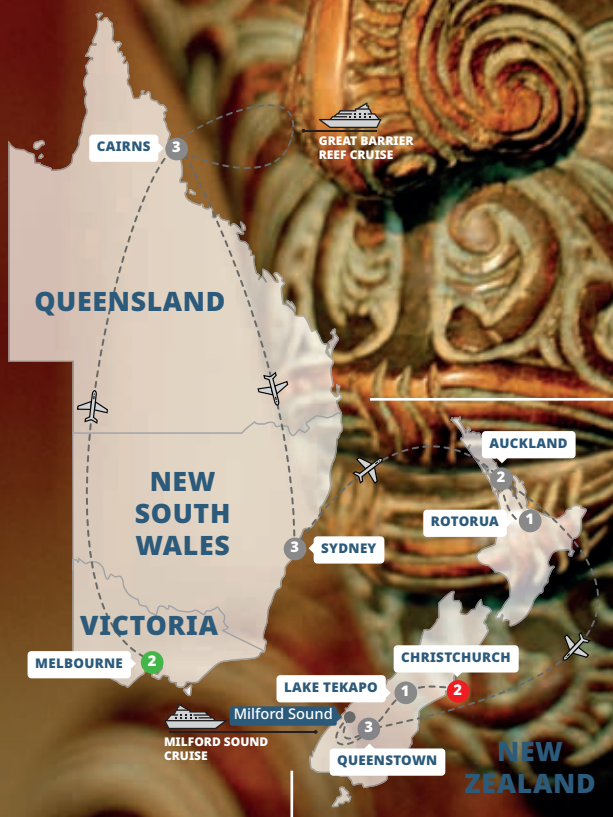 CAIRNS
3
GREAT BARRIER
REEF CRUISE
QUEENSLAND
AUCKLAND
2
NEW
SOUTH
WALES
ROTORUA
1
3
SYDNEY
VICTORIA
MELBOURNE
2
CHRISTCHURCH
LAKE TEKAPO
1
2
Milford Sound
MILFORD SOUND
CRUISE
3
QUEENSTOWN
NEW
ZEALAND